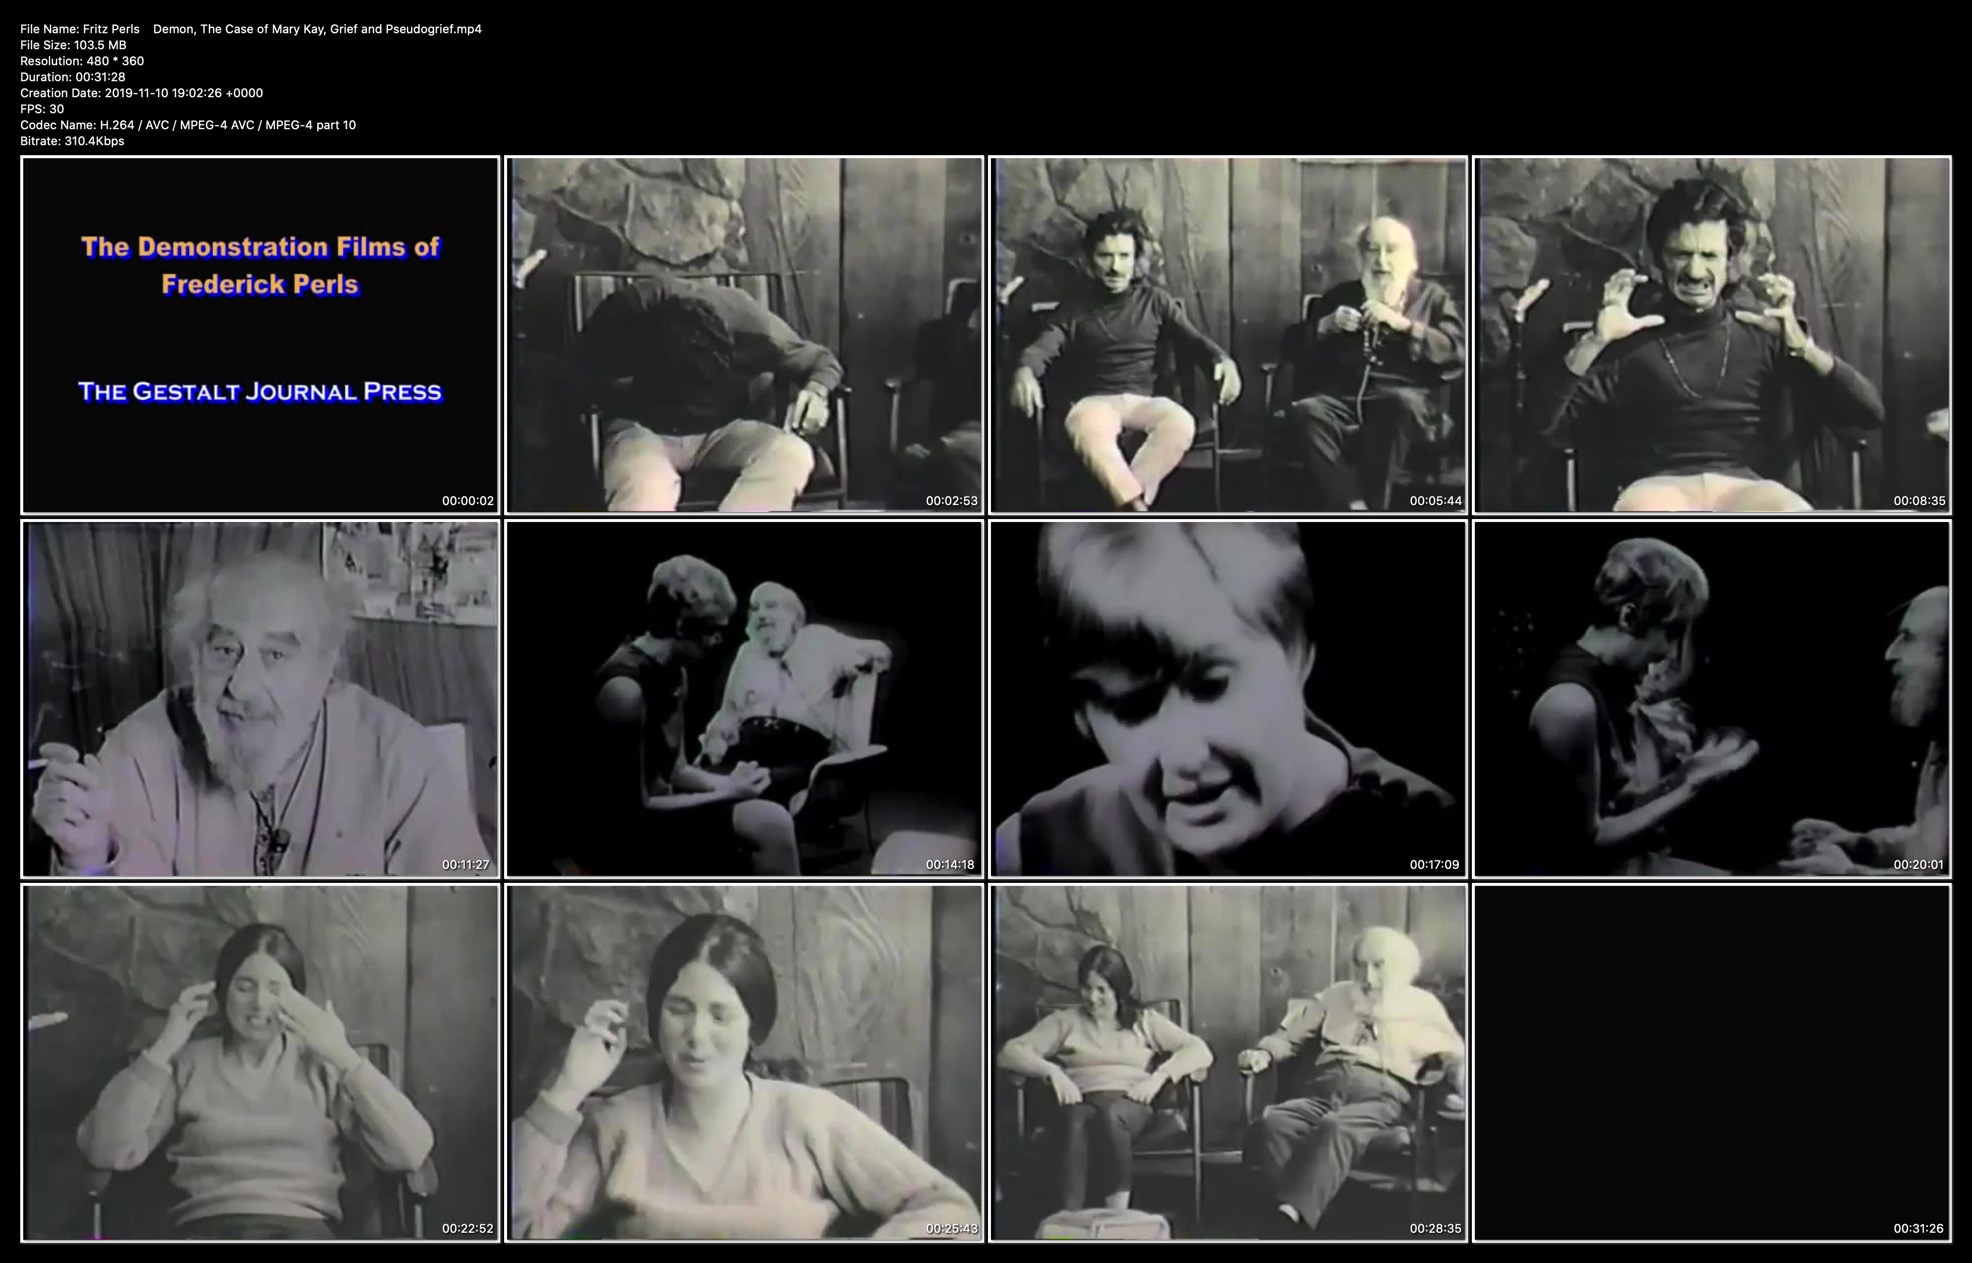 File Name: Fritz Perls    Demon, The Case of Mary Kay, Grief and Pseudogrief.mp4
File Size: 103.5 MB
Resolution: 480 * 360
Duration: 00:31:28
Creation Date: 2019-11-10 19:02:26 +0000
FPS: 30
Codec Name: H.264 / AVC / MPEG-4 AVC / MPEG-4 part 10
Bitrate: 310.4Kbps
The Demonstration Films of
Frederick Perls
THE GESTALT JOURNAL PRESS
00:00:02
00:02:53
00:05:44
00:08:35
00:11:27
00:14:18
00:17:09
00:20:01
00:22:52
00:25:43
00:28:35
00:31:26